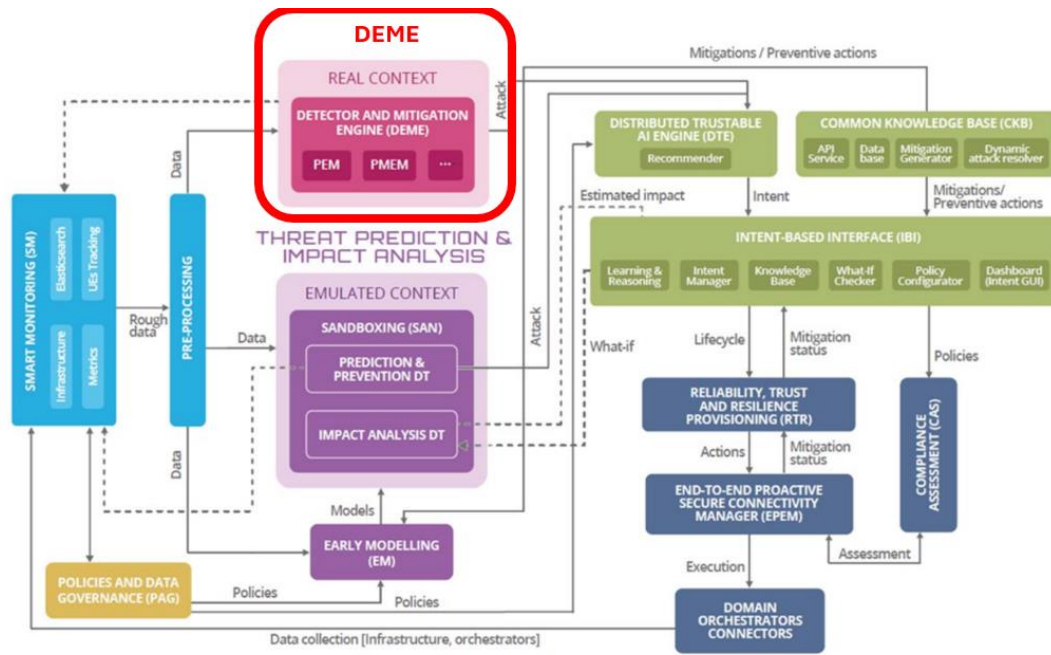 DEME
REAL CONTEXT
DETECTOR AND MITIGATION
ENGINE (DEME)
PEM
PMEM
...
Attack
Mitigations / Preventive actions
DISTRIBUTED TRUSTABLE
AI ENGINE (DTE)
Recommender
COMMON KNOWLEDGE BASE (CKB)
API
Service
Data
base
Mitigation
Generator
Dynamic
attack resolver
Data
Estimated impact
Intent
Mitigations/
Preventive actions
SMART MONITORING (SM)
Elasticsearch
UEs Tracking
Infrastructure
Metrics
Rough
data
PRE-PROCESSING
THREAT PREDICTION &
IMPACT ANALYSIS
INTENT-BASED INTERFACE (IBI)
Learning &
Reasoning
Intent
Manager
Knowledge
Base
What-If
Checker
Policy
Configurator
Dashboard
(Intent GUI)
EMULATED CONTEXT
SANDBOXING (SAN)
PREDICTION &
PREVENTION DT
IMPACT ANALYSIS DT
Data
Attack
What-if
Lifecycle
Mitigation
status
Policies
RELIABILITY, TRUST
AND RESILIENCE
PROVISIONING (RTR)
Actions
Mitigation
status
COMPLIANCE
ASSESSMENT (CAS)
Data
Models
END-TO-END PROACTIVE
SECURE CONNECTIVITY
MANAGER (EPEM)
EARLY MODELLING
(EM)
Assessment
Execution
POLICIES AND DATA
GOVERNANCE (PAG)
Policies
Policies
DOMAIN
ORCHESTRATORS
CONNECTORS
Data collection [Infrastructure, orchestrators]